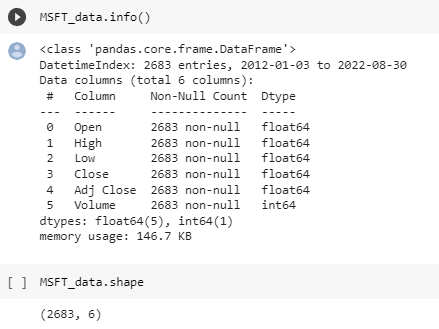 MSFT_data.info()
<class 'pandas.core.frame.DataFrame'>
DatetimeIndex: 2683 entries, 2012-01-03 to 2022-08-30
Data columns (total 6 columns):
 #   Column     Non-Null Count  Dtype
---  ------     --------------  -----
 0   Open       2683 non-null   float64
 1   High       2683 non-null   float64
 2   Low        2683 non-null   float64
 3   Close      2683 non-null   float64
 4   Adj Close  2683 non-null   float64
 5   Volume     2683 non-null   int64
dtypes: float64(5), int64(1)
memory usage: 146.7 KB
[ ] MSFT_data.shape
(2683, 6)